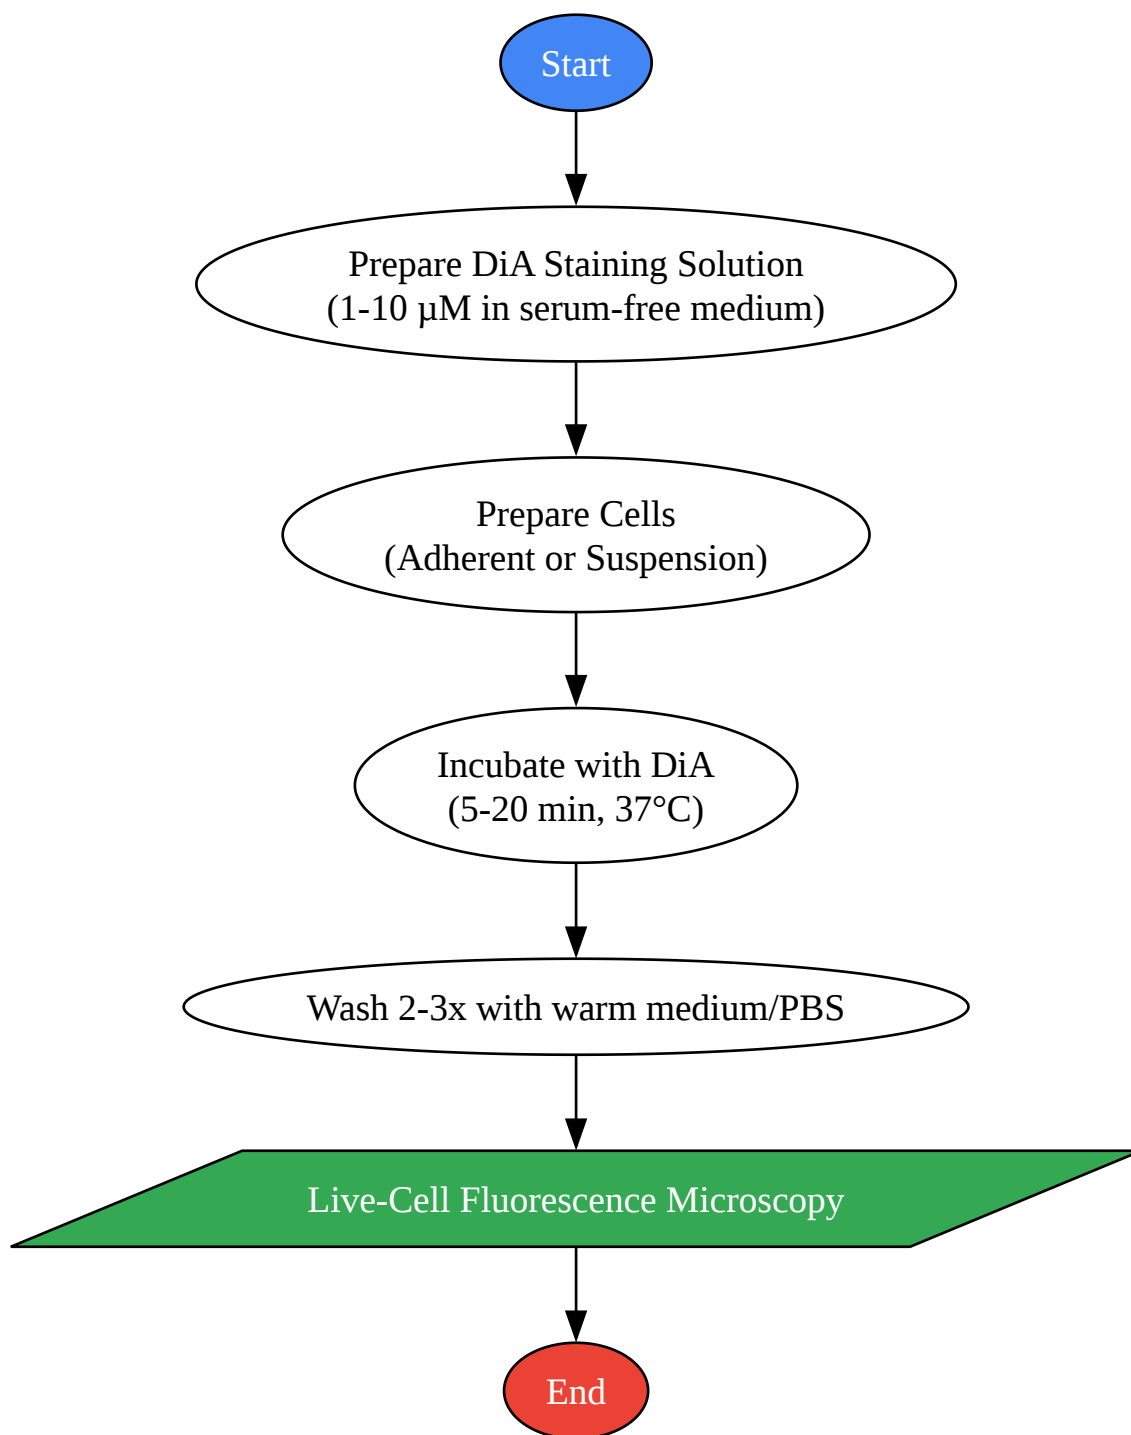 Start
Prepare DiA Staining Solution
(1-10 µM in serum-free medium)
Prepare Cells
(Adherent or Suspension)
Incubate with DiA
(5-20 min, 37°C)
Wash 2-3x with warm medium/PBS
Live-Cell Fluorescence Microscopy
End